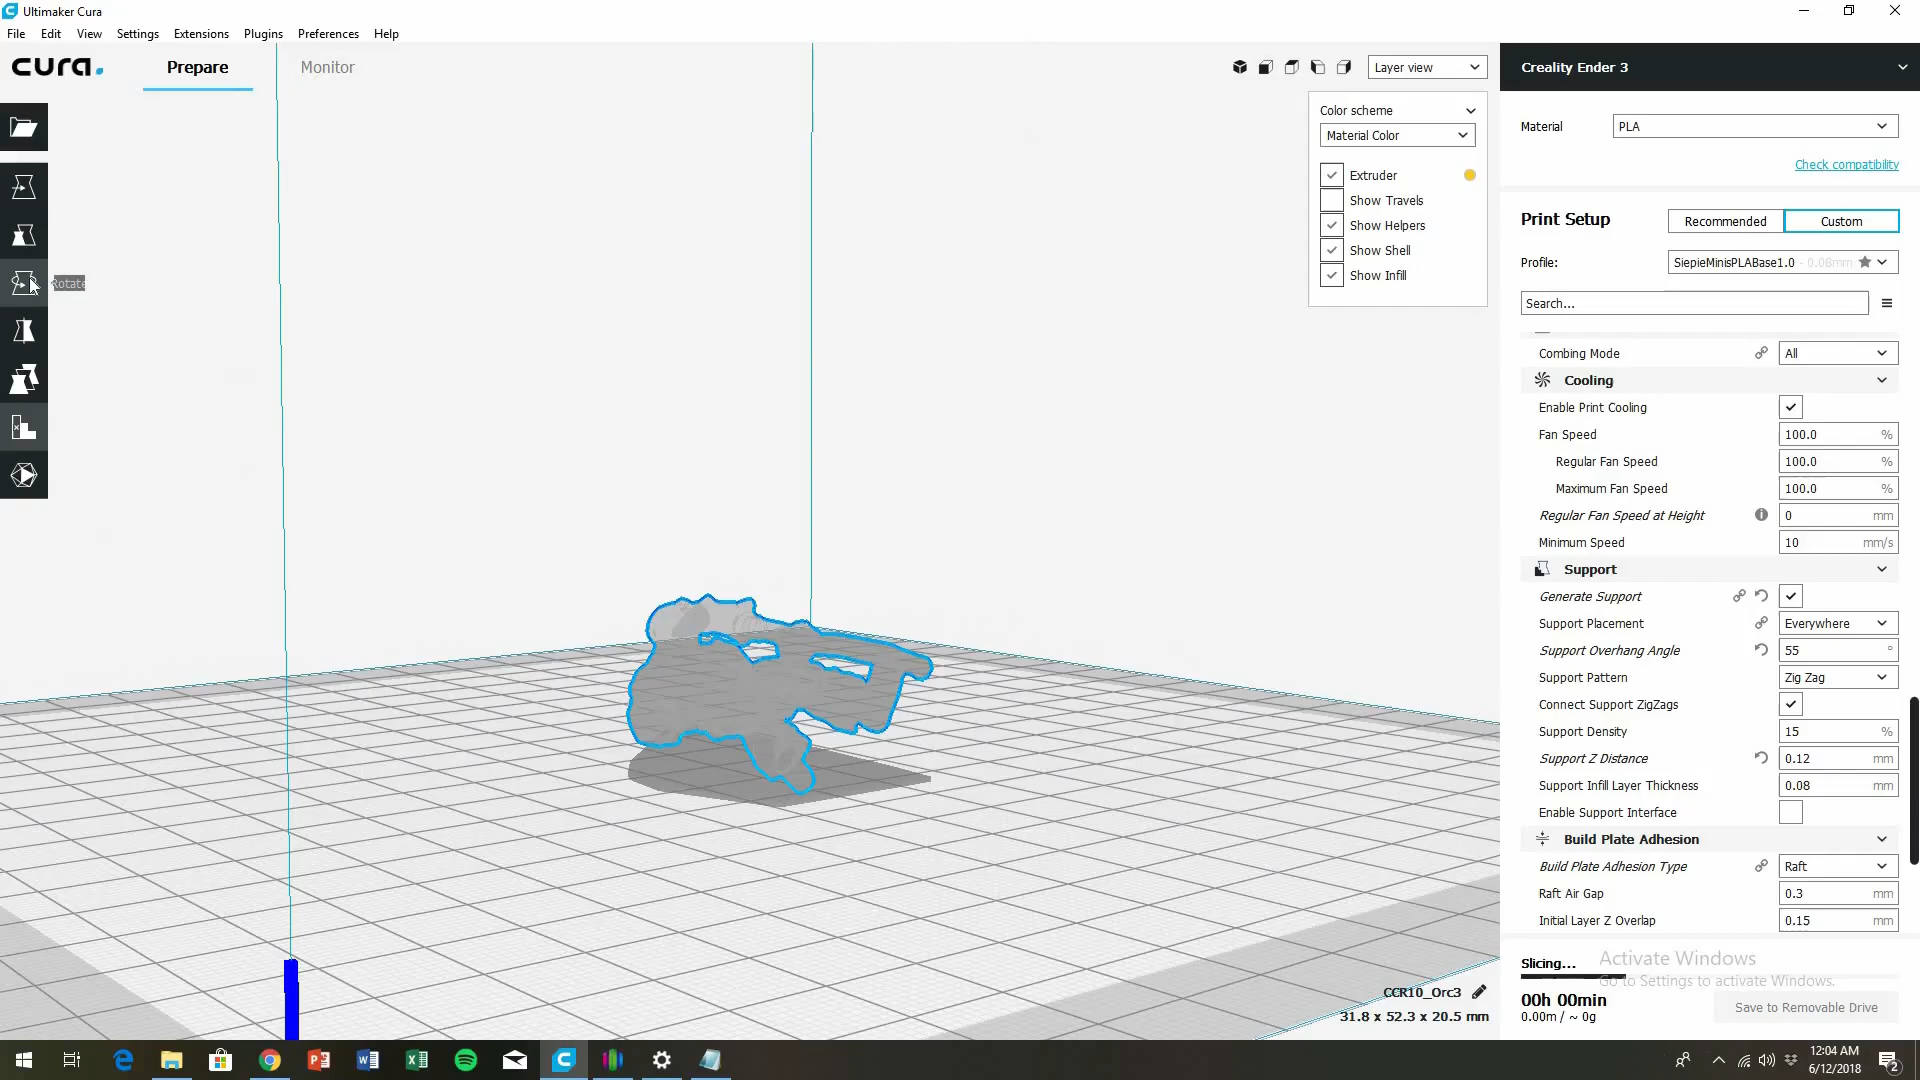 Ultimaker Cura
File Edit View Settings Extensions Plugins Preferences Help
cura. Prepare Monitor
Layer view
Creality Ender 3
Color scheme
Material Color
Extruder
Show Travels
Show Helpers
Show Shell
Show Infill
Rotate
Material PLA
Check compatibility
Print Setup Recommended Custom
Profile: SiepieMinisPLABase1.0 - 0.08mm
Search...
Combing Mode All
Cooling
Enable Print Cooling
Fan Speed 100.0 %
Regular Fan Speed 100.0 %
Maximum Fan Speed 100.0 %
Regular Fan Speed at Height 0 mm
Minimum Speed 10 mm/s
Support
Generate Support
Support Placement Everywhere
Support Overhang Angle 55 °
Support Pattern Zig Zag
Connect Support ZigZags
Support Density 15 %
Support Z Distance 0.12 mm
Support Infill Layer Thickness 0.08 mm
Enable Support Interface
Build Plate Adhesion
Build Plate Adhesion Type Raft
Raft Air Gap 0.3 mm
Initial Layer Z Overlap 0.15 mm
Slicing...
Activate Windows
Go to Settings to activate Windows.
00h 00min
0.00m / ~ 0g
Save to Removable Drive
CCR10_Orc3
31.8 x 52.3 x 20.5 mm
12:04 AM
6/12/2018
2